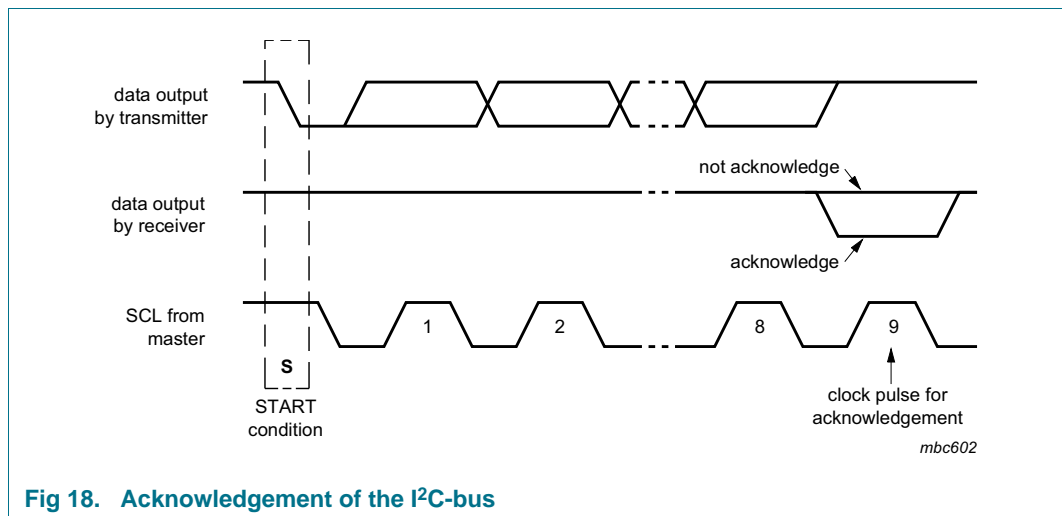 data output
by transmitter
not acknowledge
data output
by receiver
acknowledge
SCL from
master
1
2
8
9
S
START
condition
clock pulse for
acknowledgement
mbc602
Fig 18. Acknowledgement of the I²C-bus